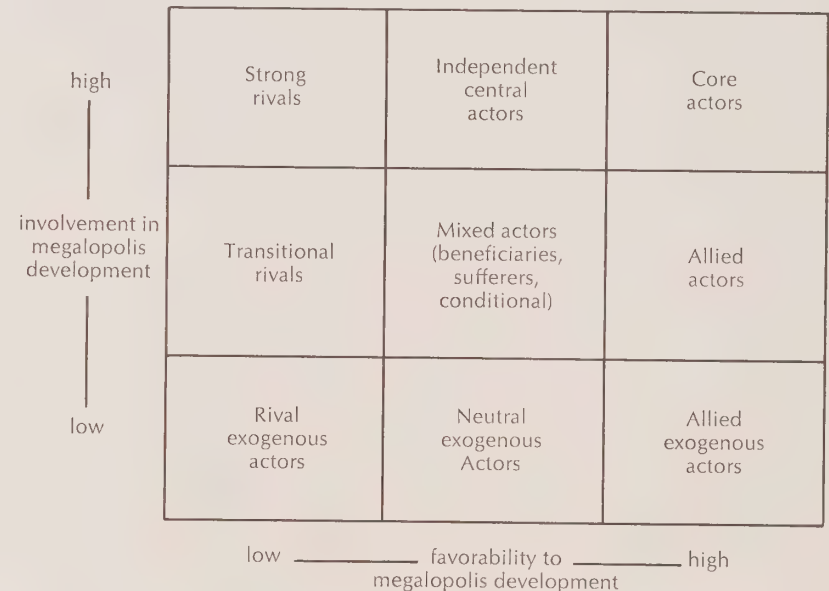 high
involvement in
megalopolis
development
low
Strong
rivals
Independent
central
actors
Core
actors
Transitional
rivals
Mixed actors
(beneficiaries,
sufferers,
conditional)
Allied
actors
Rival
exogenous
actors
Neutral
exogenous
Actors
Allied
exogenous
actors
low favorability to high
megalopolis development